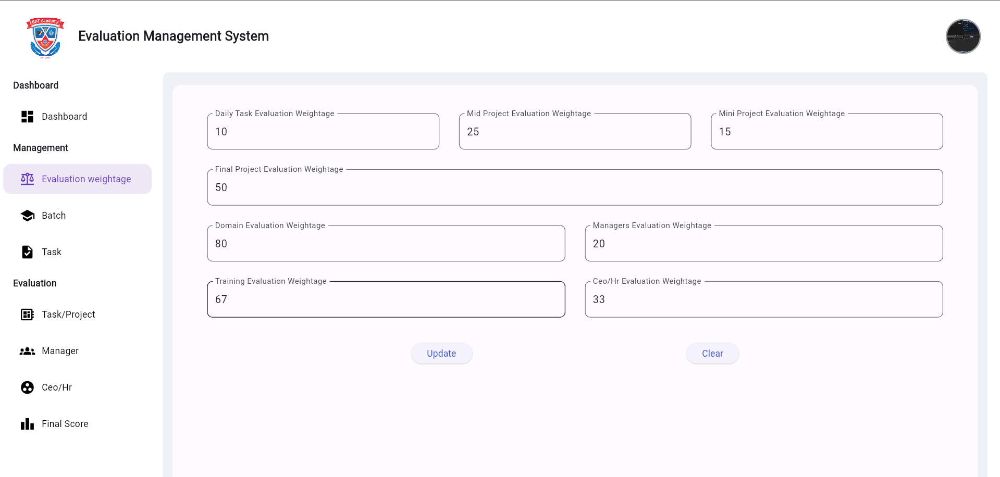 BJIT Academy
Evaluation Management System
Dashboard
Dashboard
Management
Evaluation weightage
Batch
Task
Evaluation
Task/Project
Manager
Ceo/Hr
Final Score
Daily Task Evaluation Weightage
10
Mid Project Evaluation Weightage
25
Mini Project Evaluation Weightage
15
Final Project Evaluation Weightage
50
Domain Evaluation Weightage
80
Managers Evaluation Weightage
20
Training Evaluation Weightage
67
Ceo/Hr Evaluation Weightage
33
Update
Clear